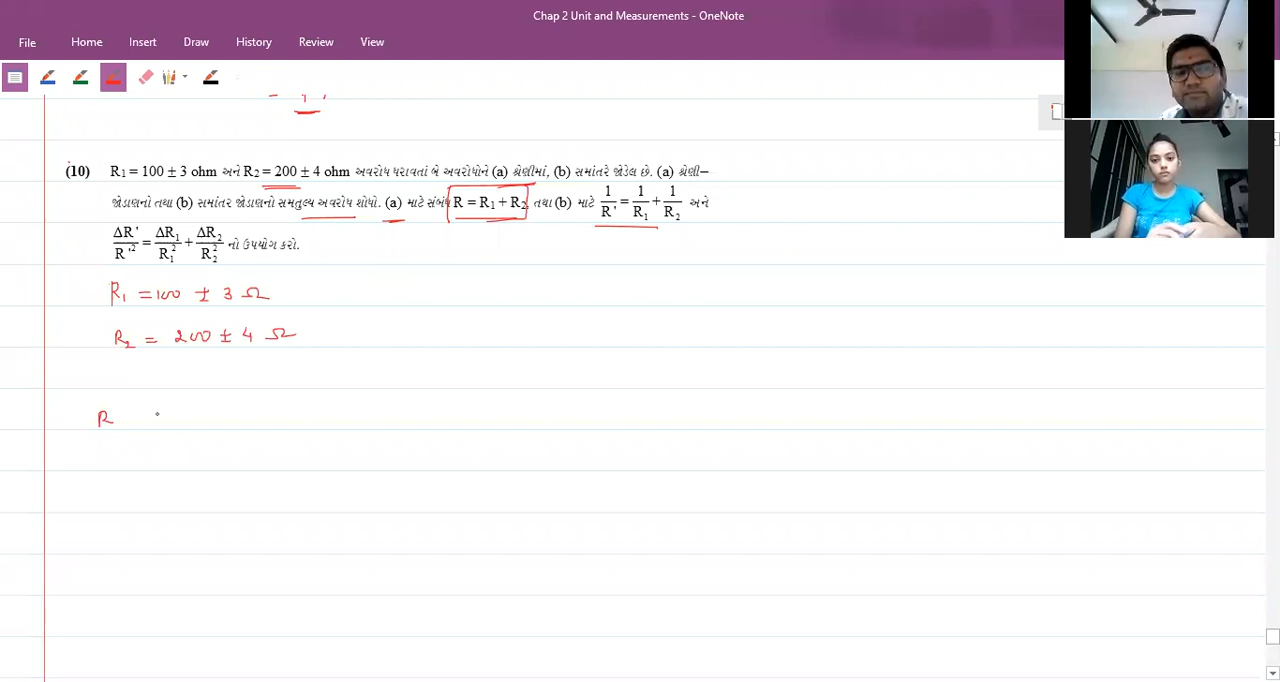 Chap 2 Unit and Measurements - OneNote
File Home Insert Draw History Review View
(10) R₁ = 100 ± 3 ohm અને R₂ = 200 ± 4 ohm અવરોધ ધરાવતાં બે અવરોધોને (a) શ્રેણીમાં, (b) સમાંતરે જોડેલ છે. (a) શ્રેણી–
જોડાણનો તથા (b) સમાંતર જોડાણનો સમતુલ્ય અવરોધ શોધો. (a) માટે સંબંધ R = R₁ + R₂ તથા (b) માટે 1/R' = 1/R₁ + 1/R₂ અને
ΔR'/R'² = ΔR₁/R₁² + ΔR₂/R₂² નો ઉપયોગ કરો.
R₁ = 100 ± 3 Ω
R₂ = 200 ± 4 Ω
R